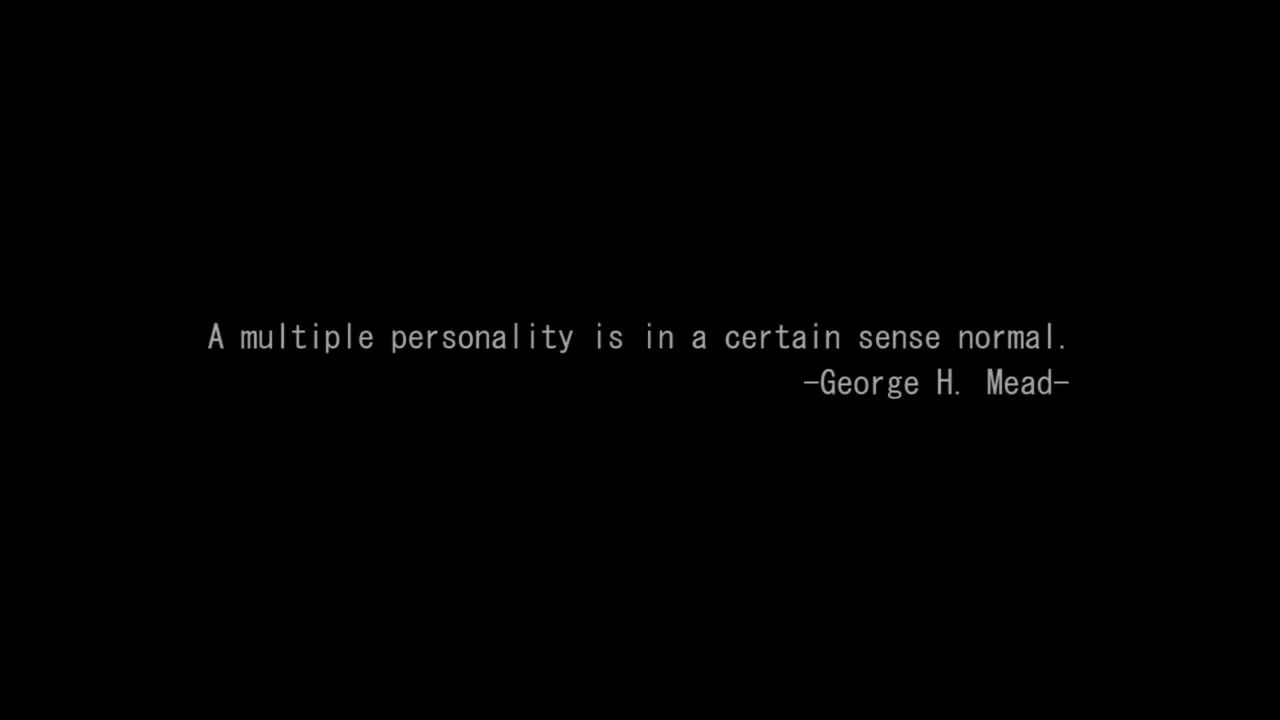 A multiple personality is in a certain sense normal.
—George H. Mead—